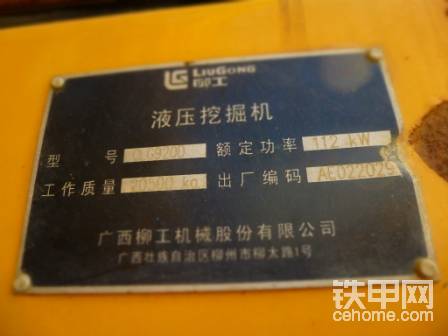 LIUGONG
柳工
液压挖掘机
型 号 CLG920D 额定功率 112 kW
工作质量 20500 kg 出厂编码 AE022029
广西柳工机械股份有限公司
广西壮族自治区柳州市柳太路1号
铁甲网
cehome.com